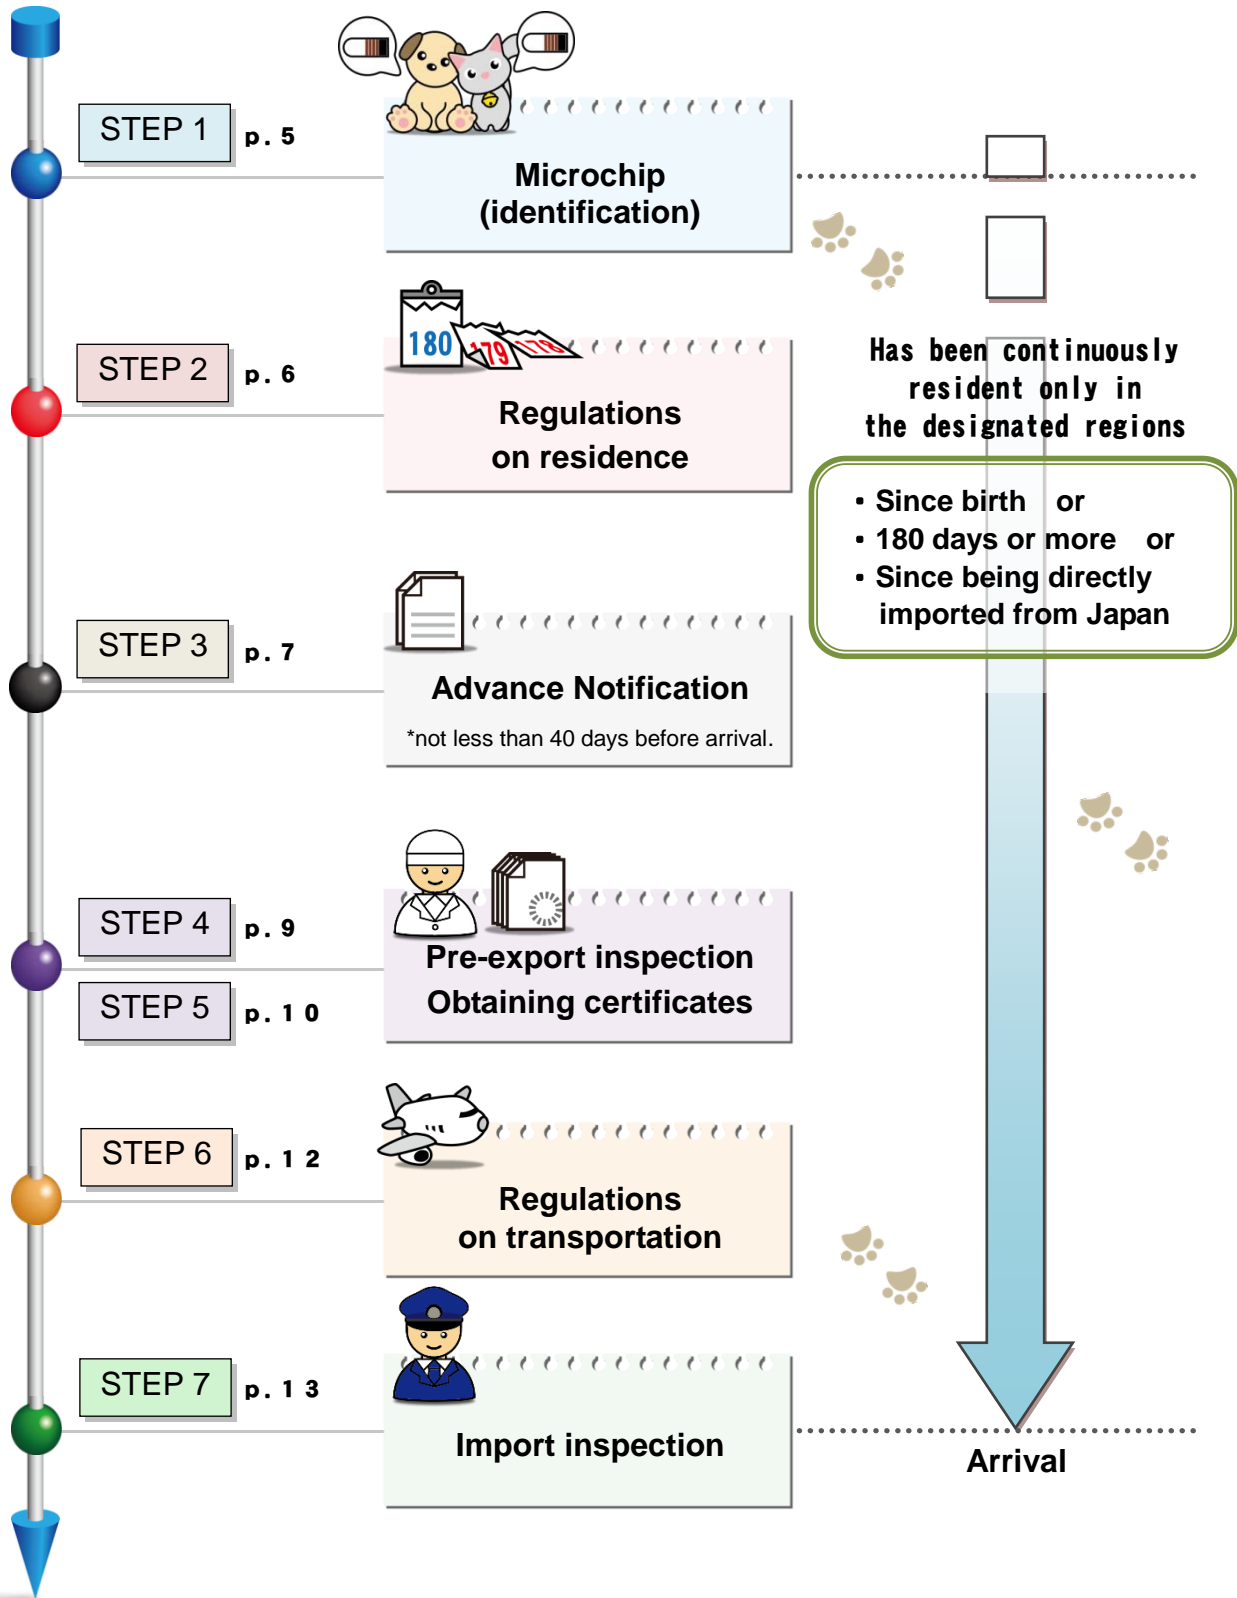 STEP 1
p. 5
Microchip
(identification)
180
179
178
STEP 2
p. 6
Regulations
on residence
Has been continuously
resident only in
the designated regions
・Since birth or
・180 days or more or
・Since being directly
imported from Japan
STEP 3
p. 7
Advance Notification
*not less than 40 days before arrival.
STEP 4
p. 9
Pre-export inspection
STEP 5
p. 10
Obtaining certificates
STEP 6
p. 12
Regulations
on transportation
STEP 7
p. 13
Import inspection
Arrival